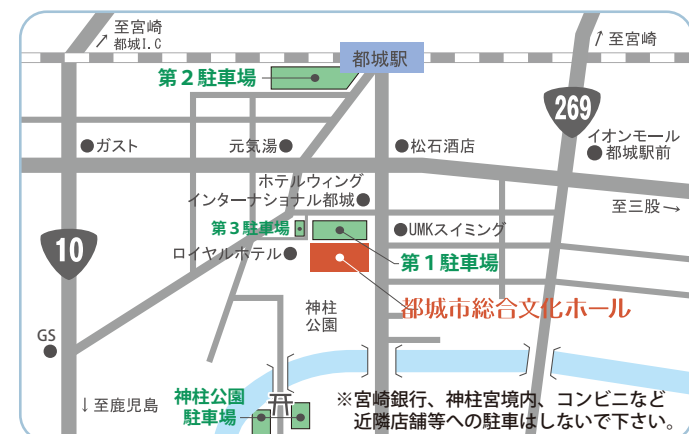 至宮崎
都城I.C
至宮崎
都城駅
第2駐車場
269
ガスト
元気湯
松石酒店
イオンモール
都城駅前
ホテルウィング
インターナショナル都城
至三股→
第3駐車場
UMKスイミング
10
ロイヤルホテル
第1駐車場
都城市総合文化ホール
神柱
公園
GS
↓至鹿児島
神柱公園
駐車場
※宮崎銀行、神柱宮境内、コンビニなど
近隣店舗等への駐車はしないで下さい。